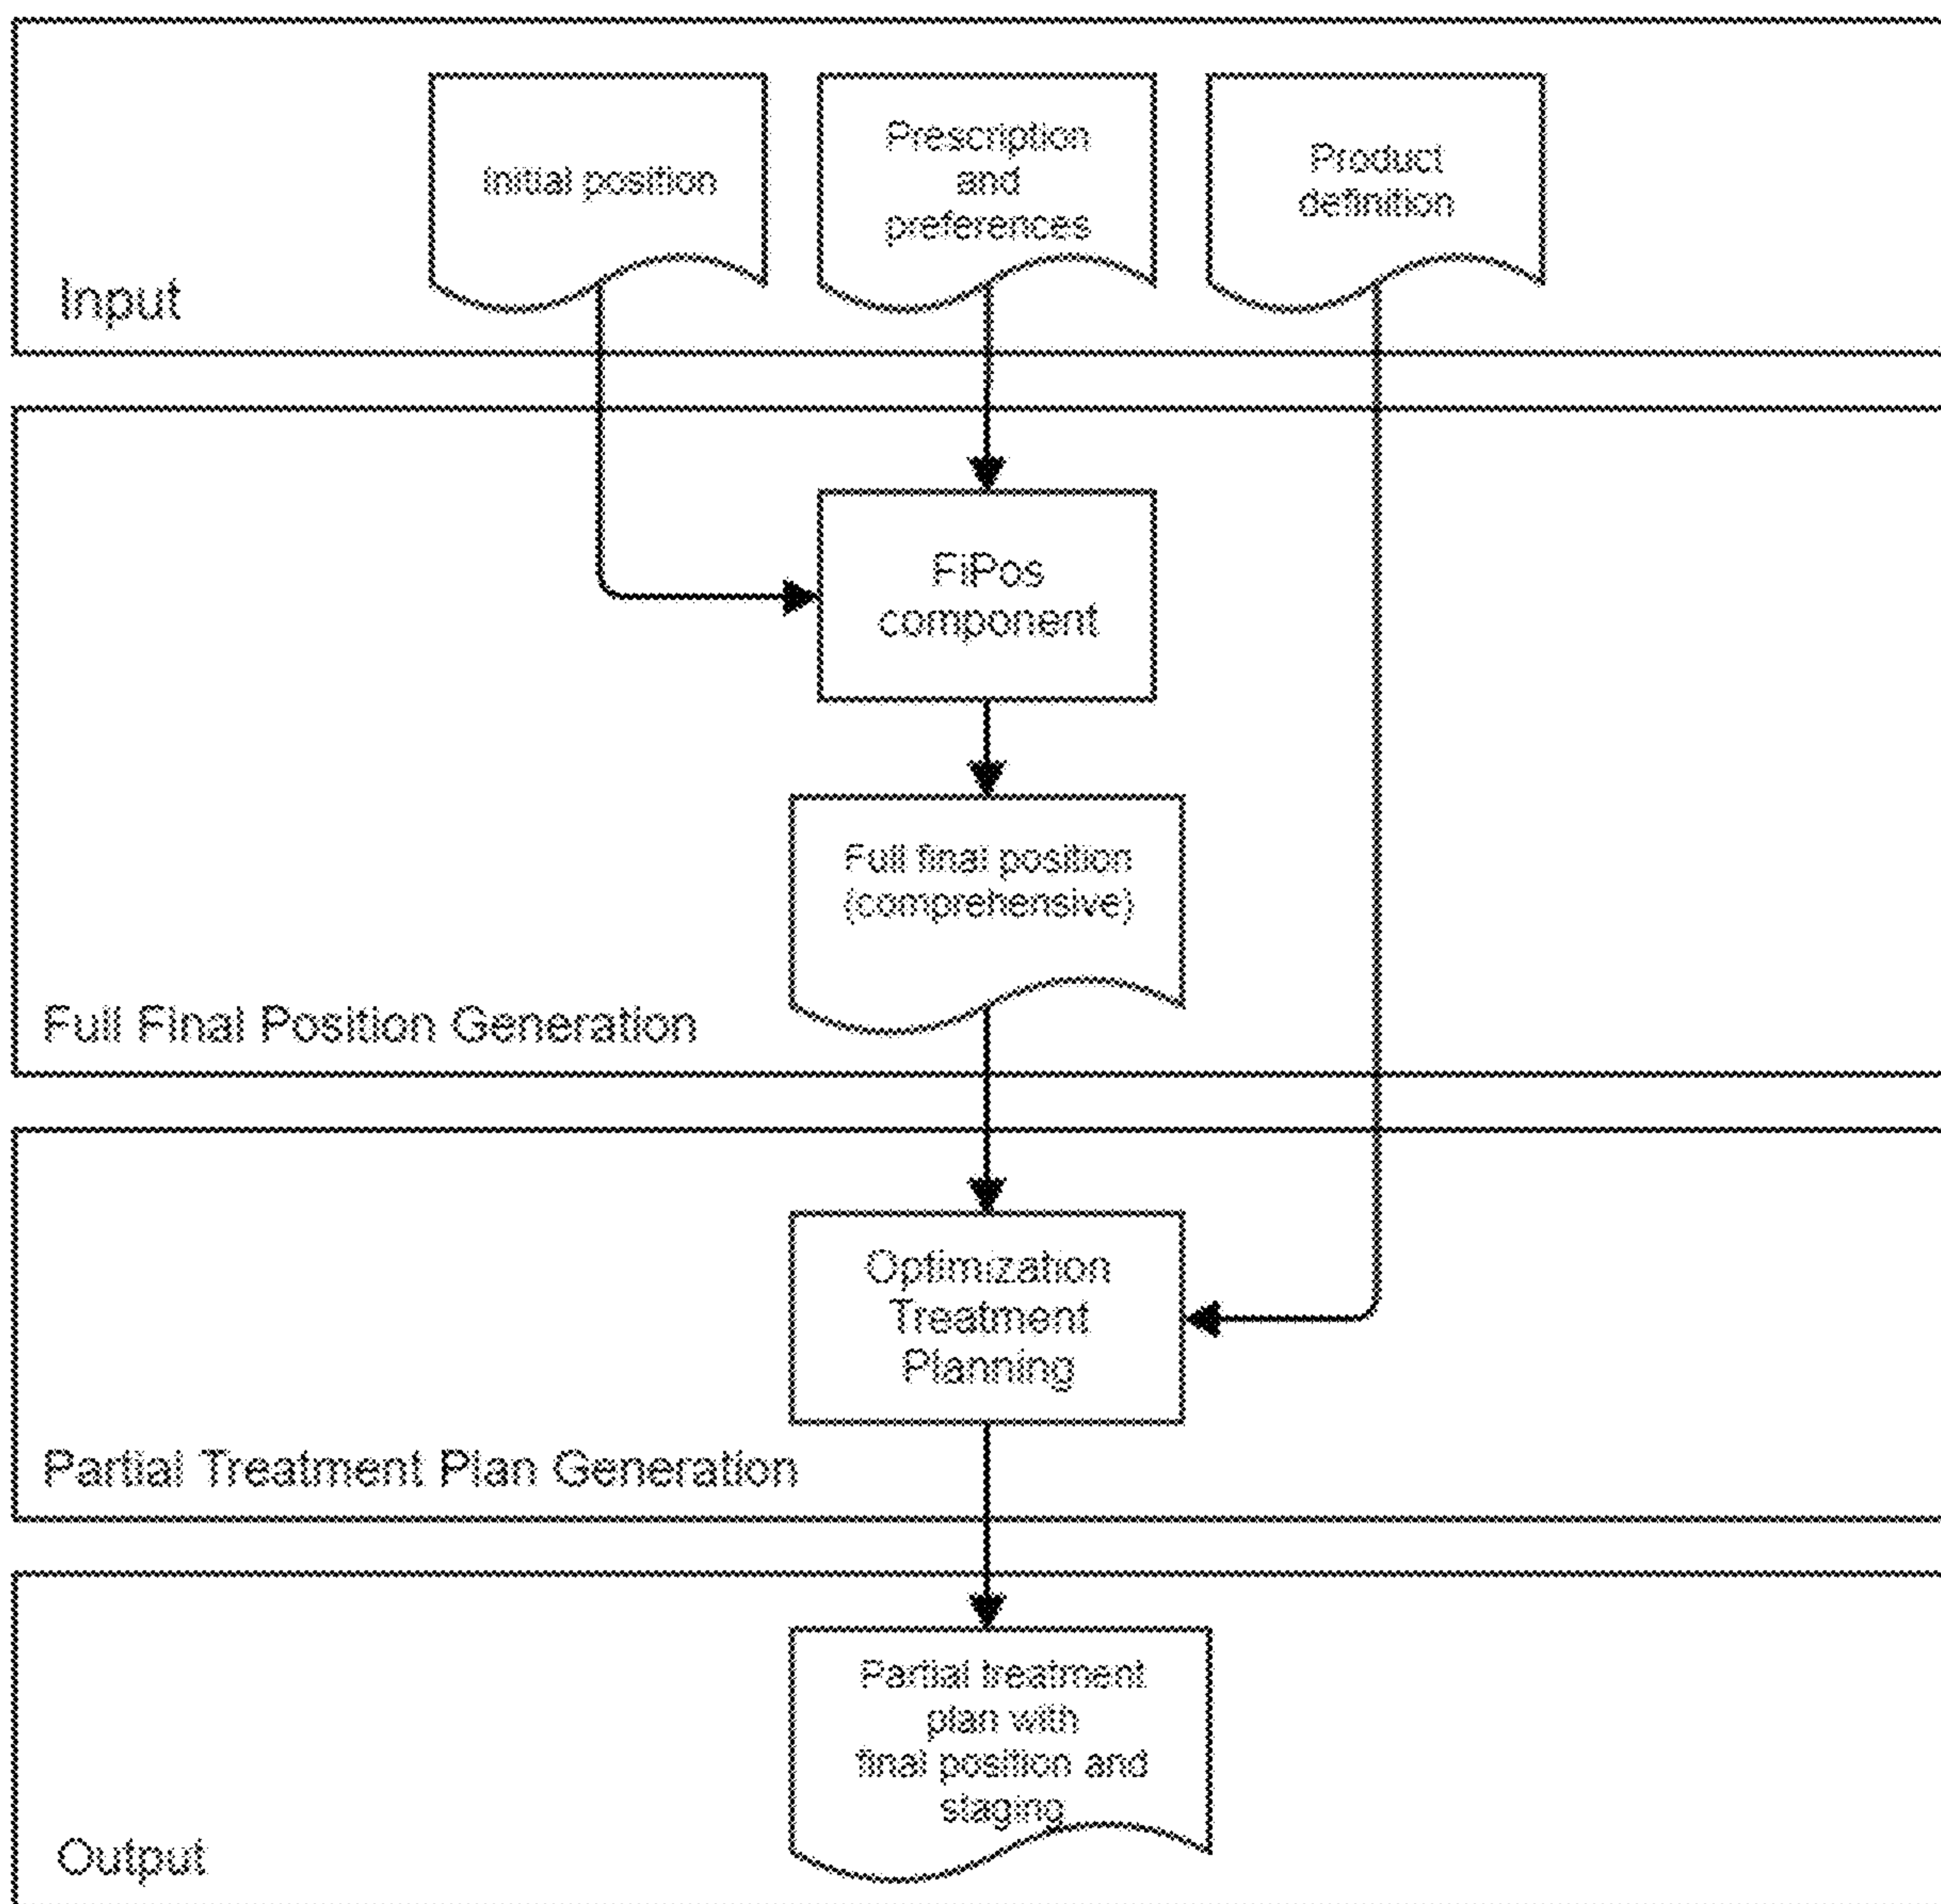 Initial position
Prescription
and
preferences
Product
definition
Input
FiPos
component
Full final position
(comprehensive)
Full Final Position Generation
Optimization
Treatment
Planning
Partial Treatment Plan Generation
Partial treatment
plan with
final position and
staging
Output